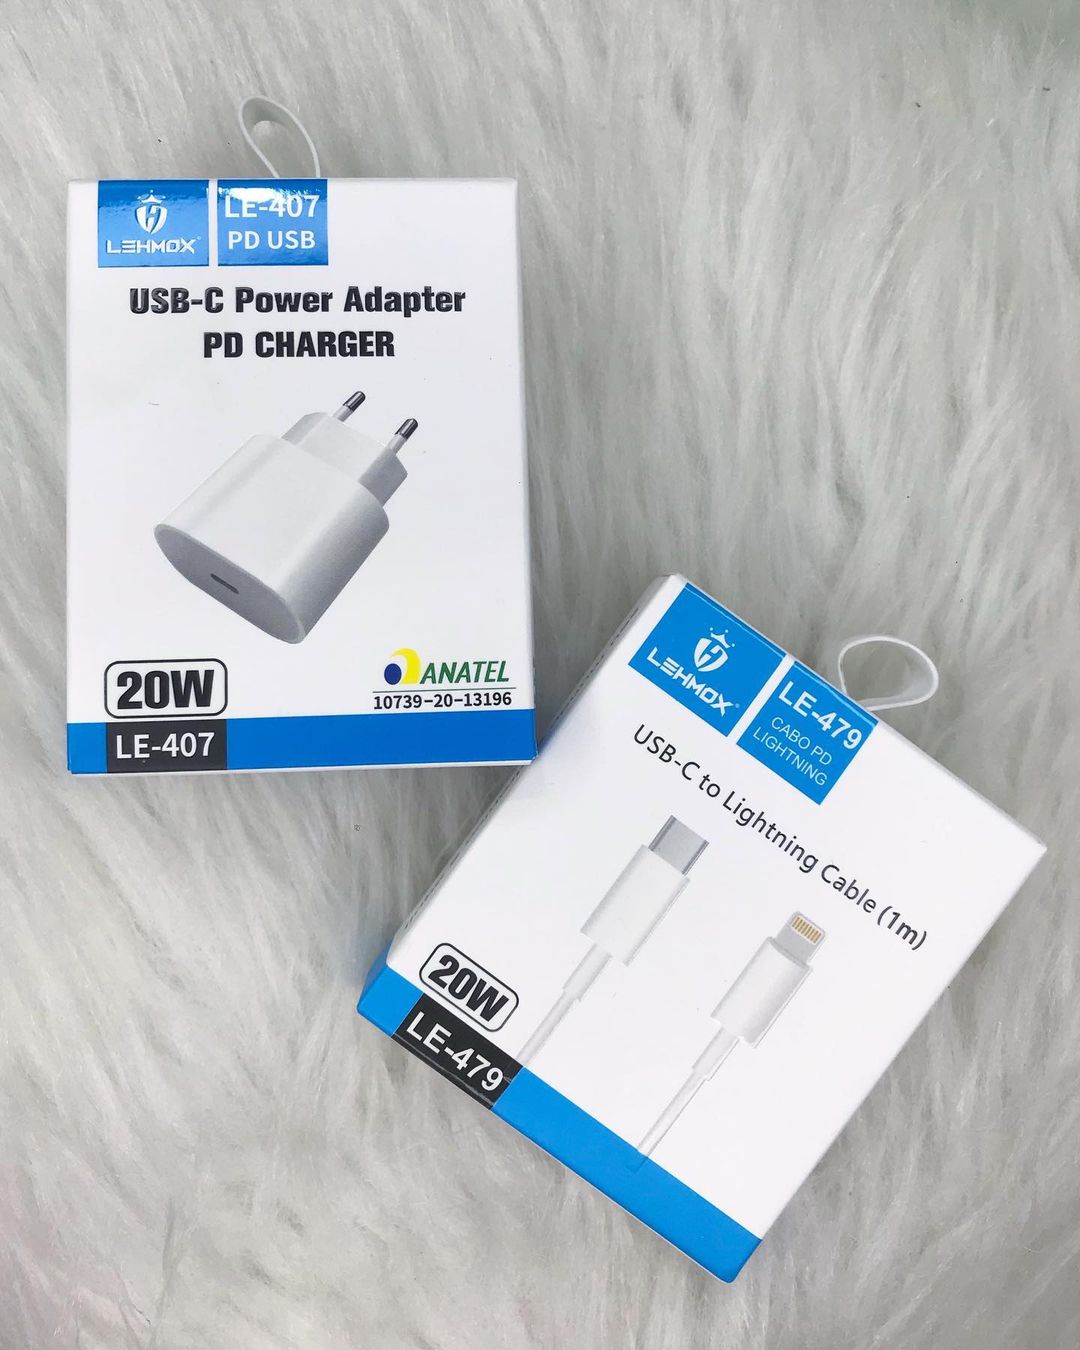 LEHMOX
LE-407
PD USB
USB-C Power Adapter
PD CHARGER
20W
LE-407
ANATEL
10739-20-13196
LEHMOX
LE-479
CABO PD
LIGHTNING
USB-C to Lightning Cable (1m)
20W
LE-479